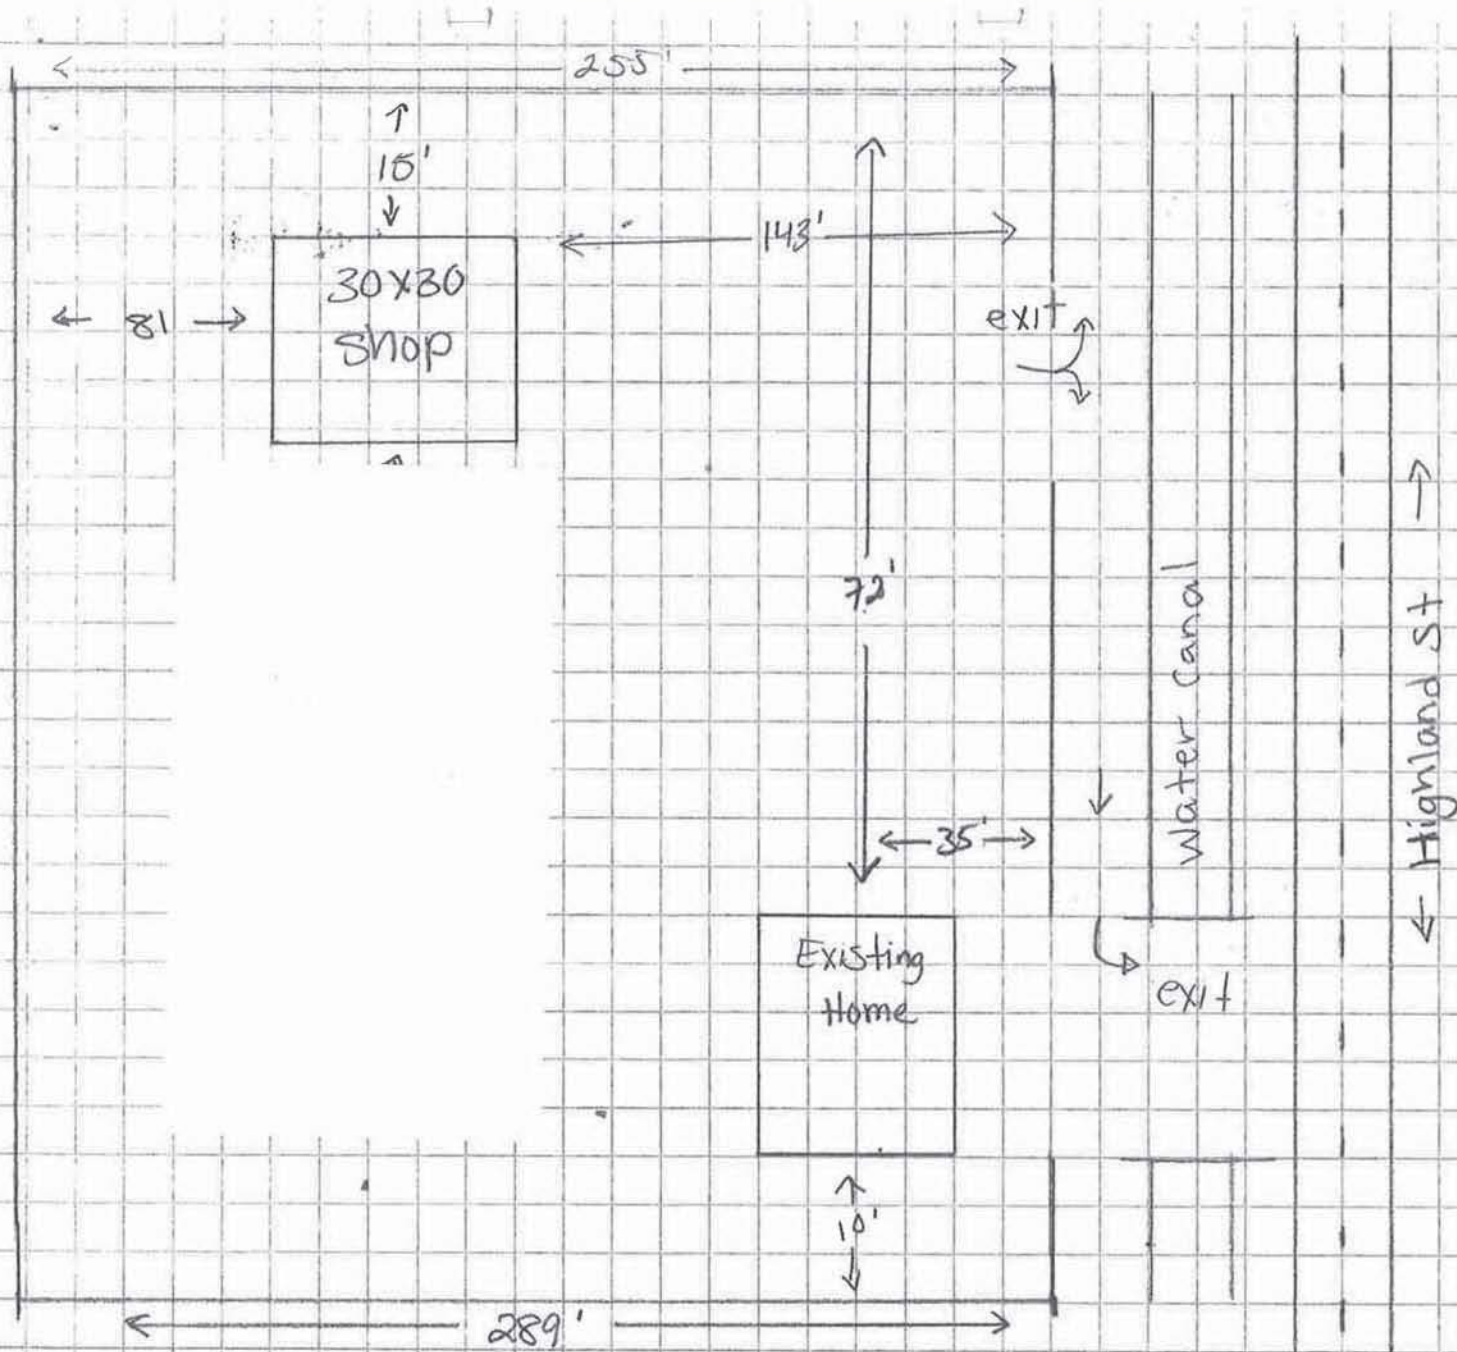 255'
15'
143'
30X30
Shop
81
exit
72'
35'
Water Canal
Highland St
Existing
Home
exit
10'
289'